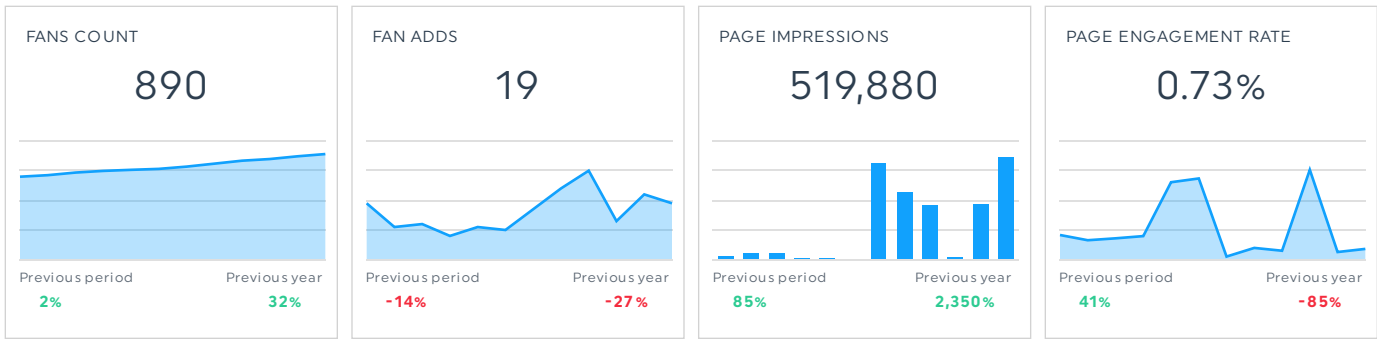 FANS COUNT
890
Previous period Previous year
2% 32%
FAN ADDS
19
Previous period Previous year
-14% -27%
PAGE IMPRESSIONS
519,880
Previous period Previous year
85% 2,350%
PAGE ENGAGEMENT RATE
0.73%
Previous period Previous year
41% -85%